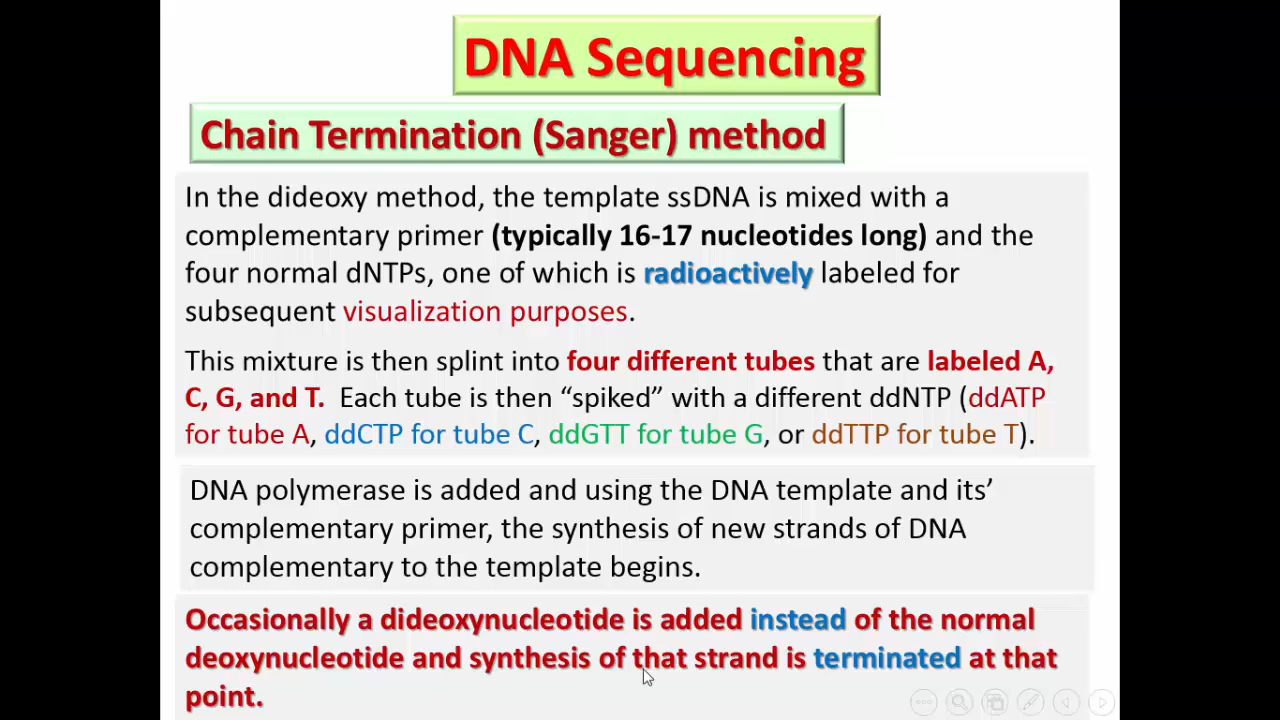 DNA Sequencing
Chain Termination (Sanger) method
In the dideoxy method, the template ssDNA is mixed with a
complementary primer (typically 16-17 nucleotides long) and the
four normal dNTPs, one of which is radioactively labeled for
subsequent visualization purposes.
This mixture is then splint into four different tubes that are labeled A,
C, G, and T. Each tube is then “spiked” with a different ddNTP (ddATP
for tube A, ddCTP for tube C, ddGTT for tube G, or ddTTP for tube T).
DNA polymerase is added and using the DNA template and its’
complementary primer, the synthesis of new strands of DNA
complementary to the template begins.
Occasionally a dideoxynucleotide is added instead of the normal
deoxynucleotide and synthesis of that strand is terminated at that
point.